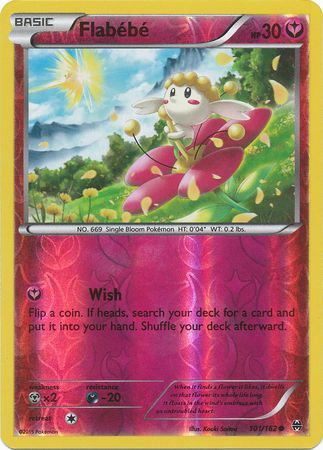 BASIC
Flabébé
HP30
NO. 669 Single Bloom Pokémon HT: 0'04" WT: 0.2 lbs.
Wish
Flip a coin. If heads, search your deck for a card and
put it into your hand. Shuffle your deck afterward.
weakness
×2
resistance
-20
retreat
When it finds a flower it likes, it dwells
on that flower its whole life long.
It floats in the wind's embrace with
an untroubled heart.
©2015 Pokémon
Illus. Kouki Saitou
101/162